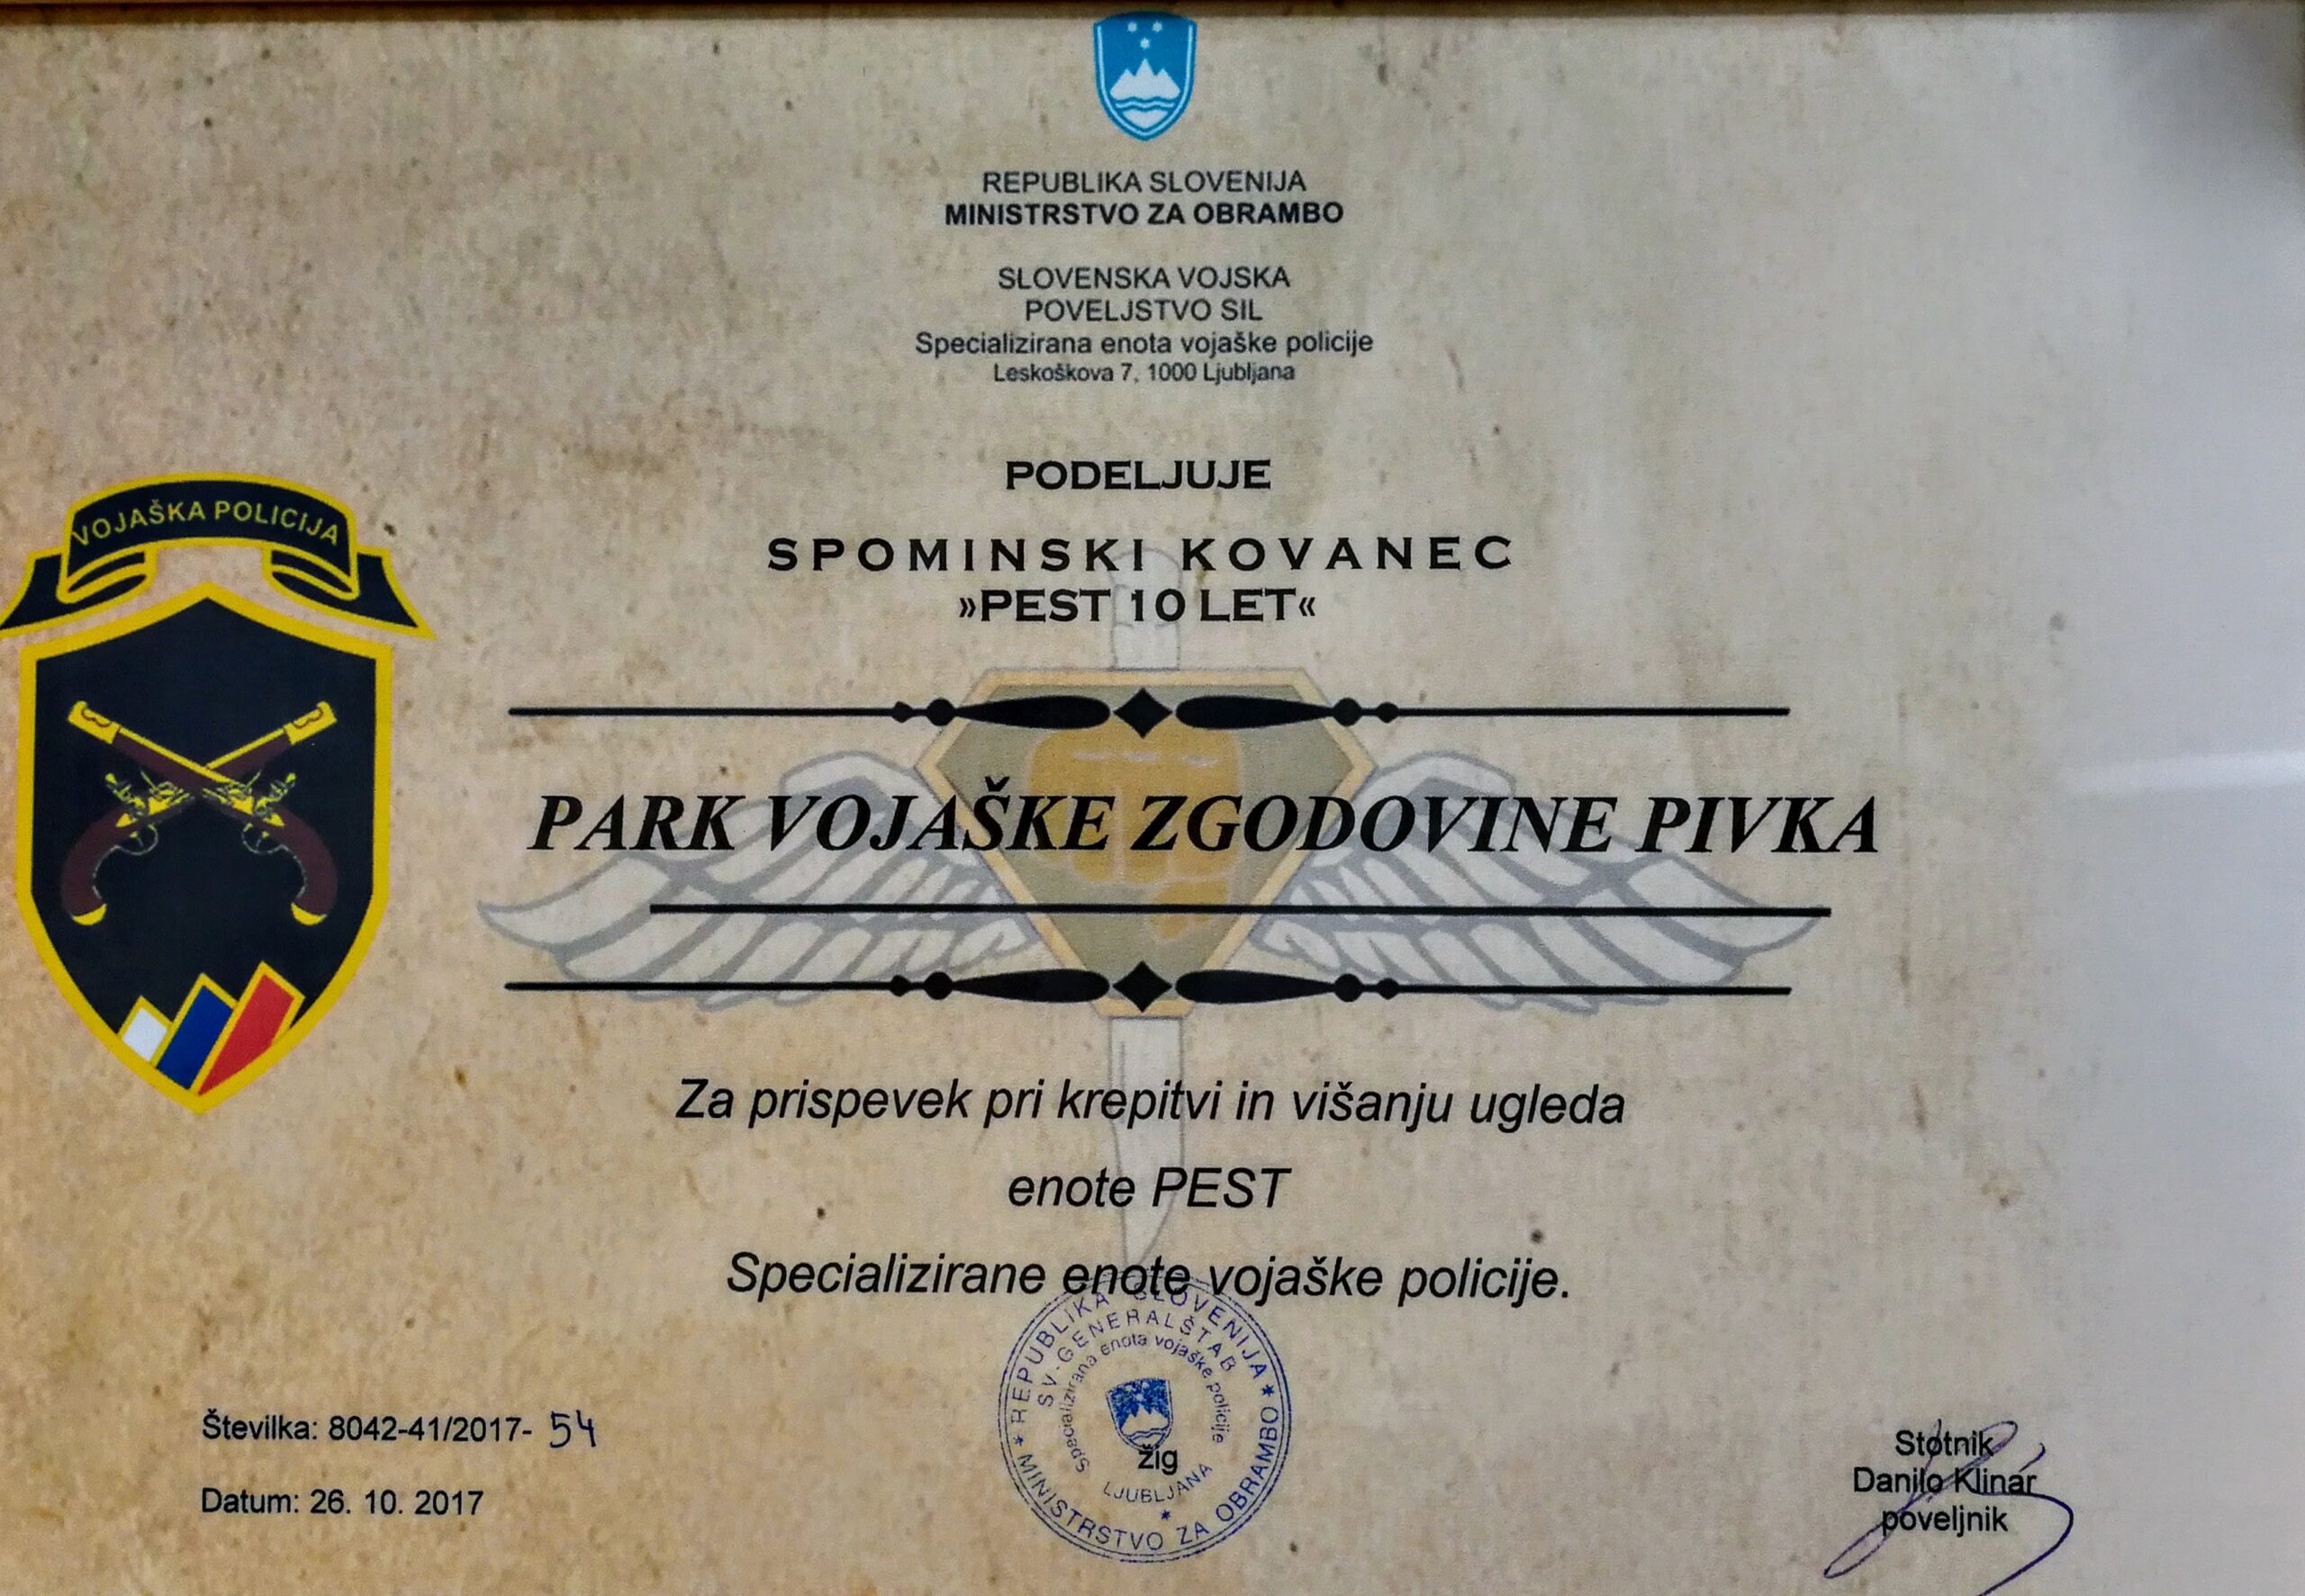 REPUBLIKA SLOVENIJA
MINISTRSTVO ZA OBRAMBO
SLOVENSKA VOJSKA
POVELJSTVO SIL
Specializirana enota vojaške policije
Leskoškova 7, 1000 Ljubljana
PODELJUJE
SPOMINSKI KOVANEC
»PEST 10 LET«
VOJAŠKA POLICIJA
PARK VOJAŠKE ZGODOVINE PIVKA
Za prispevek pri krepitvi in višanju ugleda
enote PEST
Specializirane enote vojaške policije.
REPUBLIKA SLOVENIJA
SV-GENERALŠTAB
Specializirana enota vojaške policije
žig
LJUBLJANA
MINISTRSTVO ZA OBRAMBO
Številka: 8042-41/2017- 54
Datum: 26. 10. 2017
Stotnik
Danilo Klinar
poveljnik